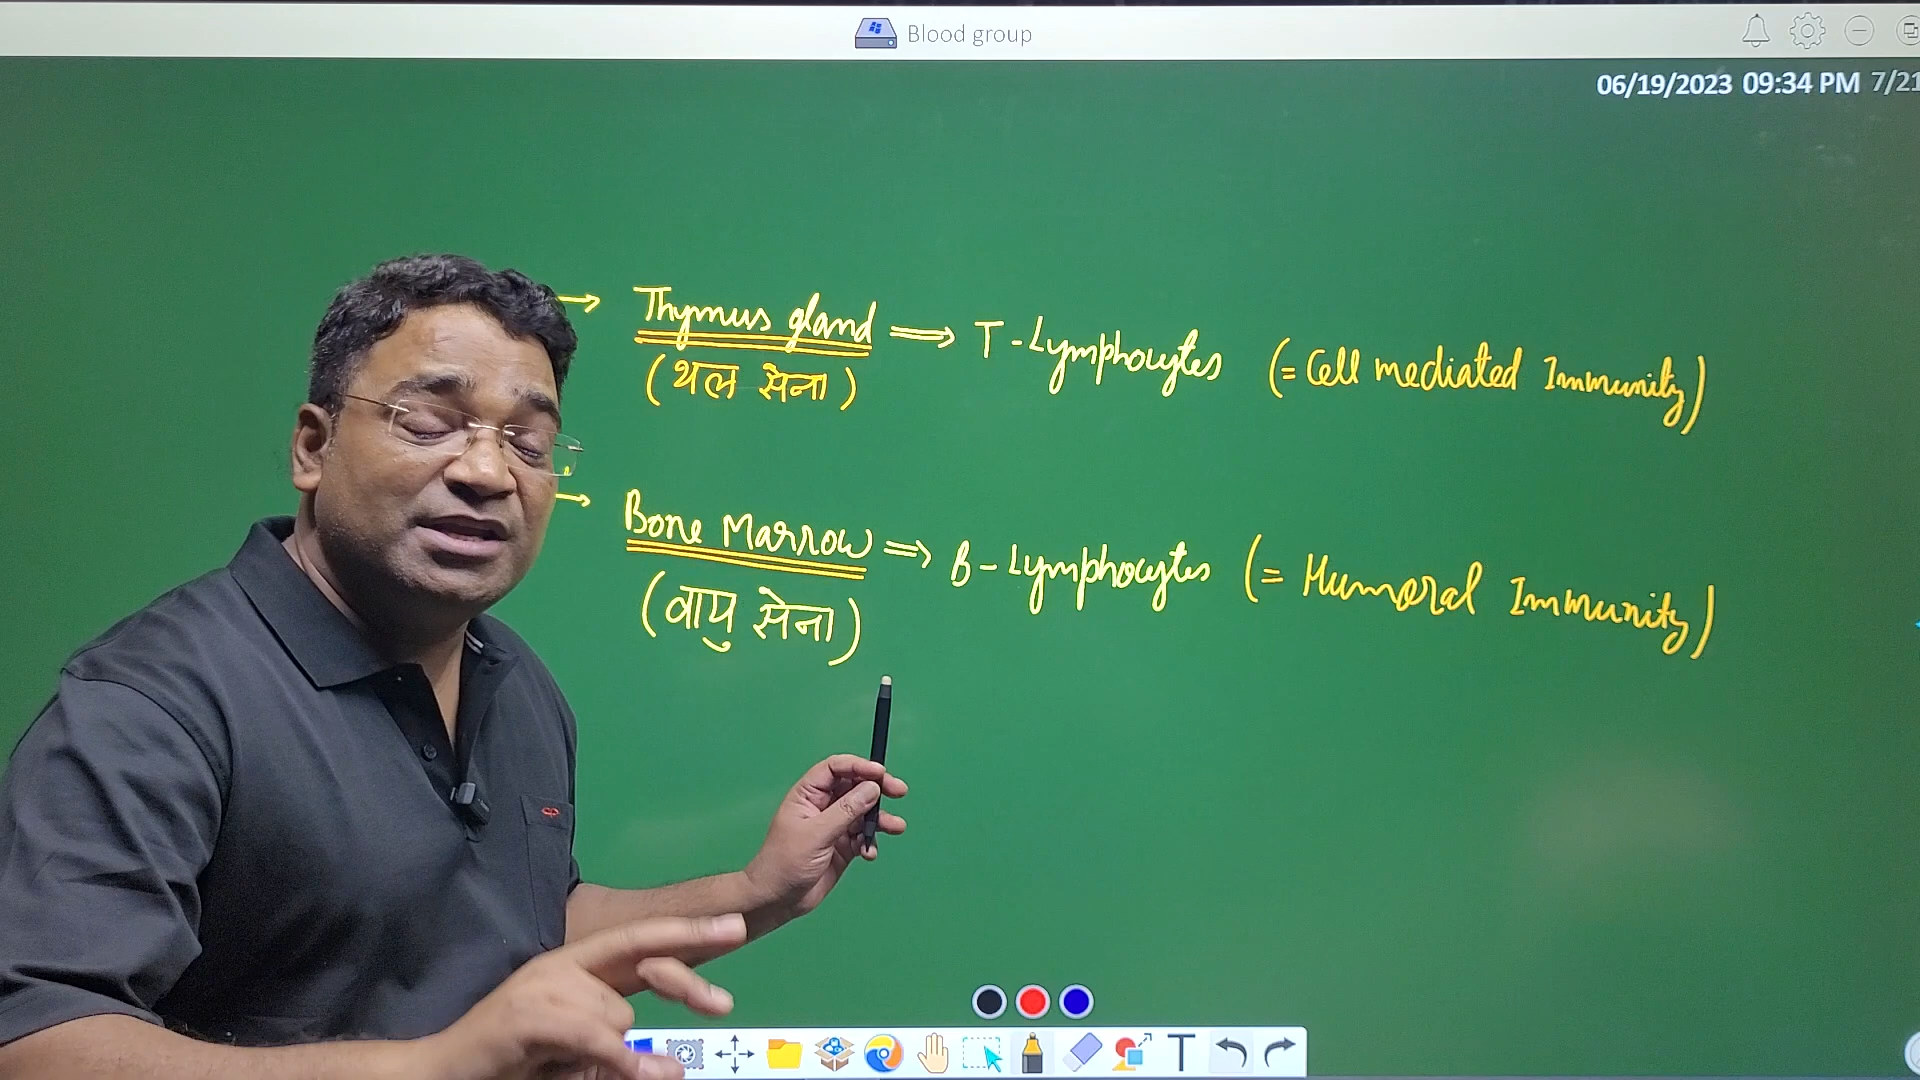 Blood group
06/19/2023 09:34 PM 7/21
→ Thymus gland ⇒ T-Lymphocytes (= Cell mediated Immunity)
(थल सेना)
→ Bone Marrow ⇒ B-Lymphocytes (= Humoral Immunity)
(वायु सेना)
T